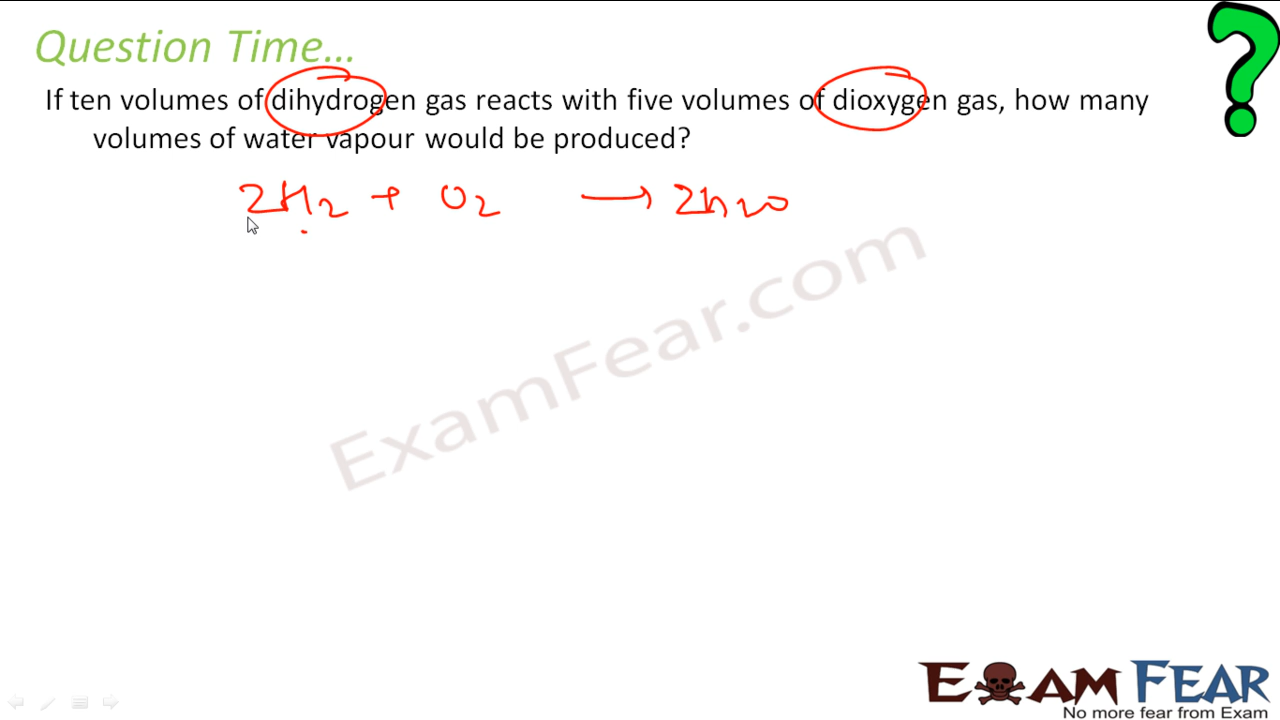 Question Time...
If ten volumes of dihydrogen gas reacts with five volumes of dioxygen gas, how many
volumes of water vapour would be produced?
2H2 + O2 → 2h2o
ExamFear.com
EXAM FEAR
No more fear from Exam